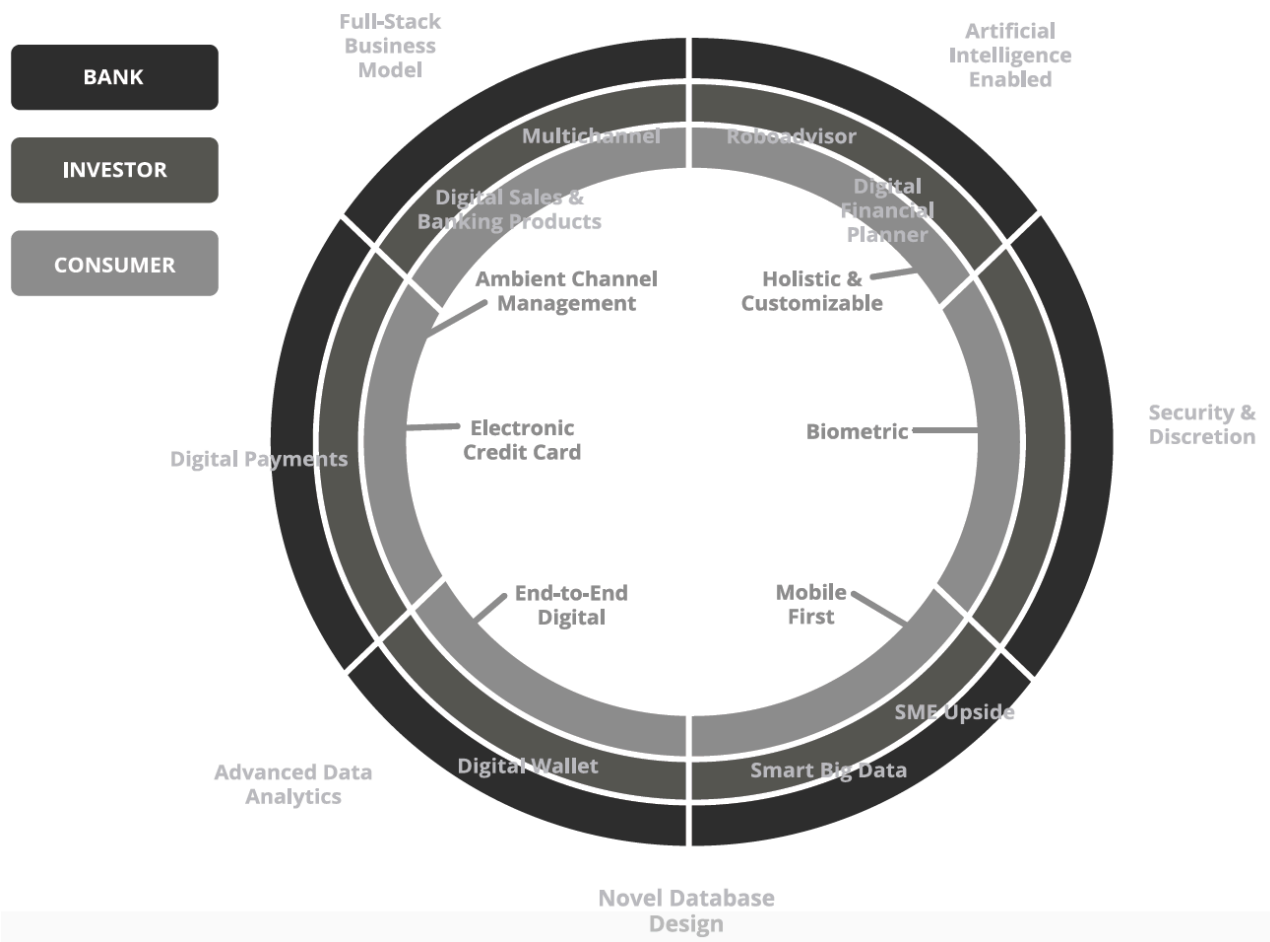 Full-Stack
Business
Model
Artificial
Intelligence
Enabled
BANK
INVESTOR
CONSUMER
Multichannel
Roboadvisor
Digital Sales &
Banking Products
Digital
Financial
Planner
Ambient Channel
Management
Holistic &
Customizable
Security &
Discretion
Electronic
Credit Card
Biometric
Digital Payments
End-to-End
Digital
Mobile
First
SME Upside
Digital Wallet
Smart Big Data
Advanced Data
Analytics
Novel Database
Design